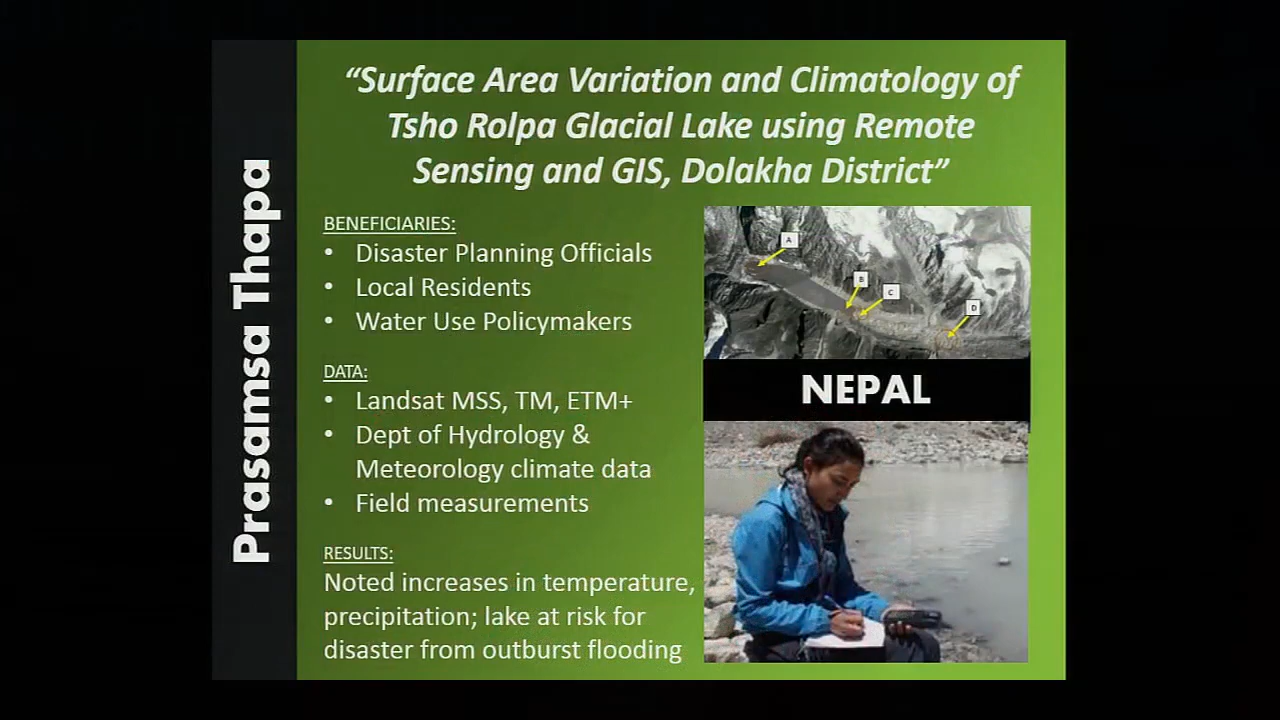 “Surface Area Variation and Climatology of
Tsho Rolpa Glacial Lake using Remote
Sensing and GIS, Dolakha District”
Prasamsa Thapa
BENEFICIARIES:
• Disaster Planning Officials
• Local Residents
• Water Use Policymakers
DATA:
• Landsat MSS, TM, ETM+
• Dept of Hydrology &
Meteorology climate data
• Field measurements
RESULTS:
Noted increases in temperature,
precipitation; lake at risk for
disaster from outburst flooding
A
B
C
D
NEPAL